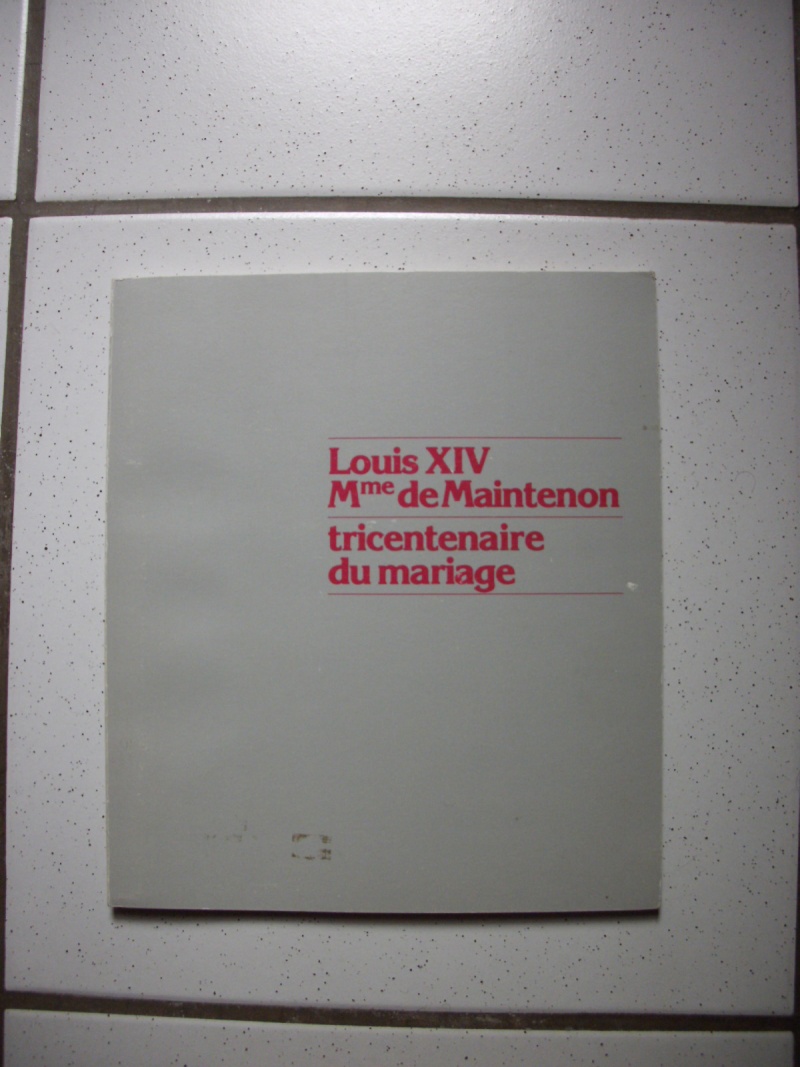 Louis XIV
Mme de Maintenon
tricentenaire
du mariage